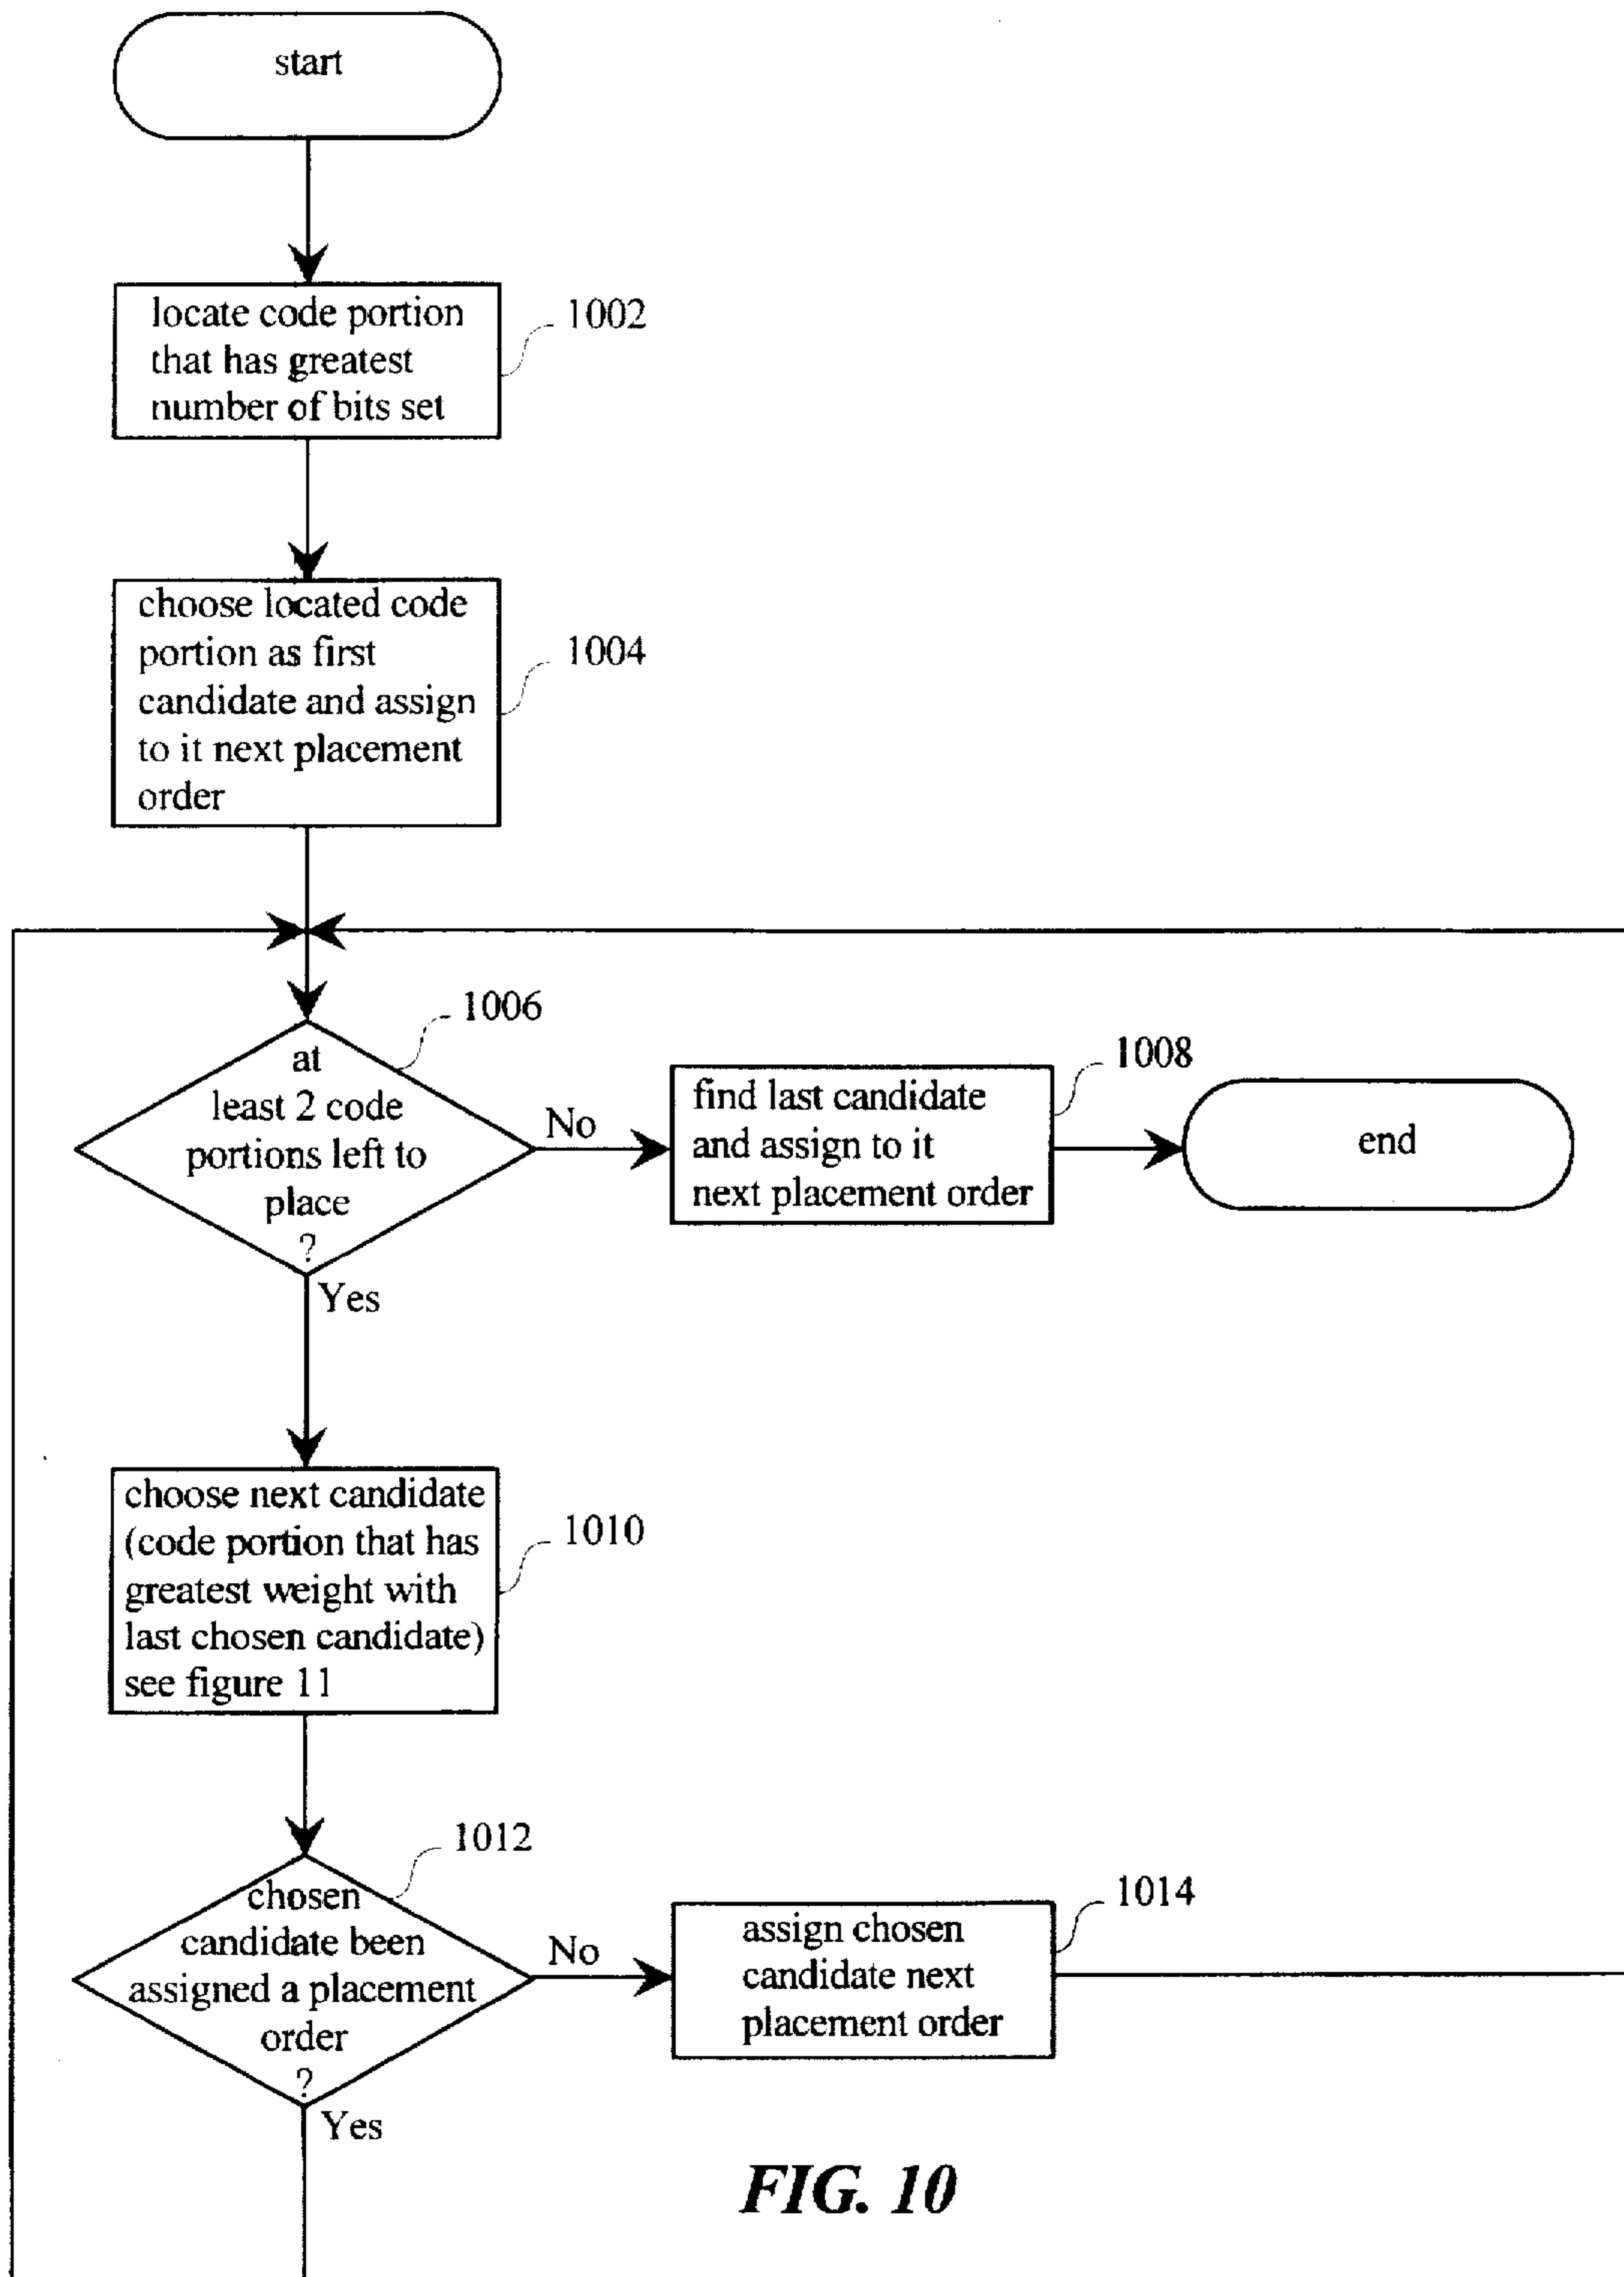 start
locate code portion
that has greatest
number of bits set
1002
choose located code
portion as first
candidate and assign
to it next placement
order
1004
1006
at
least 2 code
portions left to
place
?
No
Yes
1008
find last candidate
and assign to it
next placement order
end
choose next candidate
(code portion that has
greatest weight with
last chosen candidate)
see figure 11
1010
1012
chosen
candidate been
assigned a placement
order
?
No
Yes
1014
assign chosen
candidate next
placement order
FIG. 10